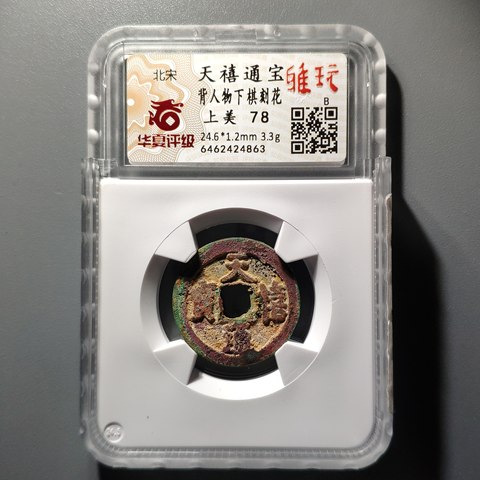 北宋
天禧通宝 雅玩
背人物下棋刻花
上美 78
24.6*1.2mm 3.3g
6462424863
华夏评级
B
天禧通寶